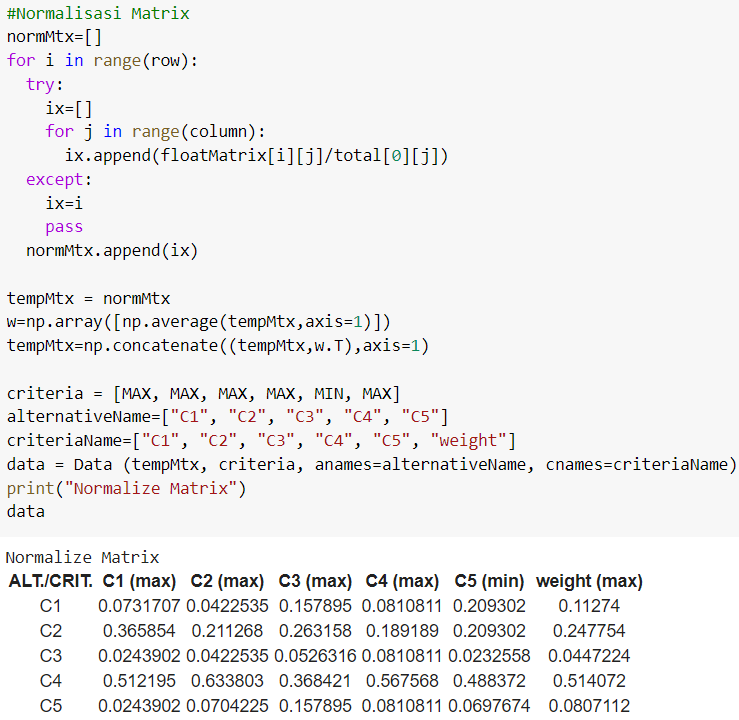 #Normalisasi Matrix
normMtx=[]
for i in range(row):
  try:
    ix=[]
    for j in range(column):
      ix.append(floatMatrix[i][j]/total[0][j])
  except:
    ix=i
    pass
  normMtx.append(ix)

tempMtx = normMtx
w=np.array([np.average(tempMtx,axis=1)])
tempMtx=np.concatenate((tempMtx,w.T),axis=1)

criteria = [MAX, MAX, MAX, MAX, MIN, MAX]
alternativeName=["C1", "C2", "C3", "C4", "C5"]
criteriaName=["C1", "C2", "C3", "C4", "C5", "weight"]
data = Data (tempMtx, criteria, anames=alternativeName, cnames=criteriaName)
print("Normalize Matrix")
data

Normalize Matrix
ALT./CRIT. C1 (max) C2 (max) C3 (max) C4 (max) C5 (min) weight (max)
C1 0.0731707 0.0422535 0.157895 0.0810811 0.209302 0.11274
C2 0.365854 0.211268 0.263158 0.189189 0.209302 0.247754
C3 0.0243902 0.0422535 0.0526316 0.0810811 0.0232558 0.0447224
C4 0.512195 0.633803 0.368421 0.567568 0.488372 0.514072
C5 0.0243902 0.0704225 0.157895 0.0810811 0.0697674 0.0807112